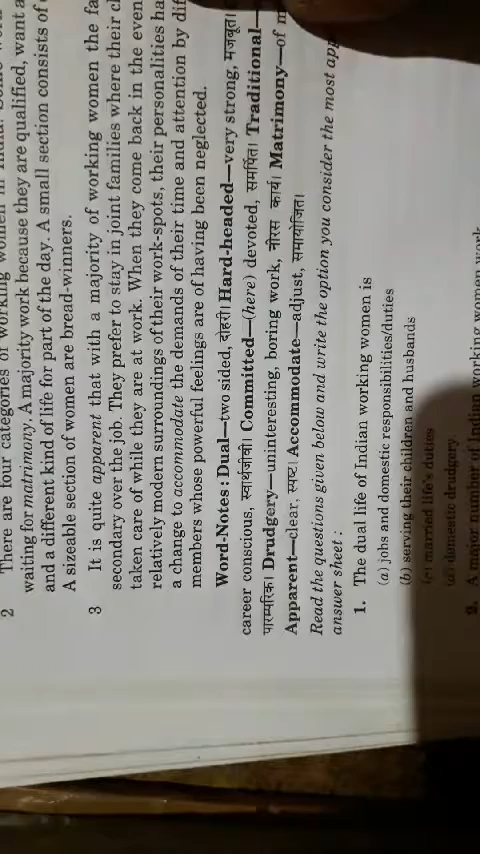 2 There are four categories of working women in India. Some
waiting for matrimony. A majority work because they are qualified, want a
and a different kind of life for part of the day. A small section consists of
A sizeable section of women are bread-winners.
3 It is quite apparent that with a majority of working women the fa
secondary over the job. They prefer to stay in joint families where their
taken care of while they are at work. When they come back in the even
relatively modern surroundings of their work-spots, their personalities ha
a change to accommodate the demands of their time and attention by dif
members whose powerful feelings are of having been neglected.
Word-Notes : Dual—two sided, दोहरी। Hard-headed—very strong, मजबूत।
career conscious, Committed—(here) devoted, समर्पित। Traditional—
पारम्परिक। Drudgery—uninteresting, boring work, नीरस कार्य। Matrimony—of m
Apparent—clear, स्पष्ट। Accommodate—adjust, समायोजित।
Read the questions given below and write the option you consider the most app
answer sheet :
1. The dual life of Indian working women is
(a) jobs and domestic responsibilities/duties
(b) serving their children and husbands
(c) married life's duties
(d) domestic drudgery
2. A major number of Indian working women work